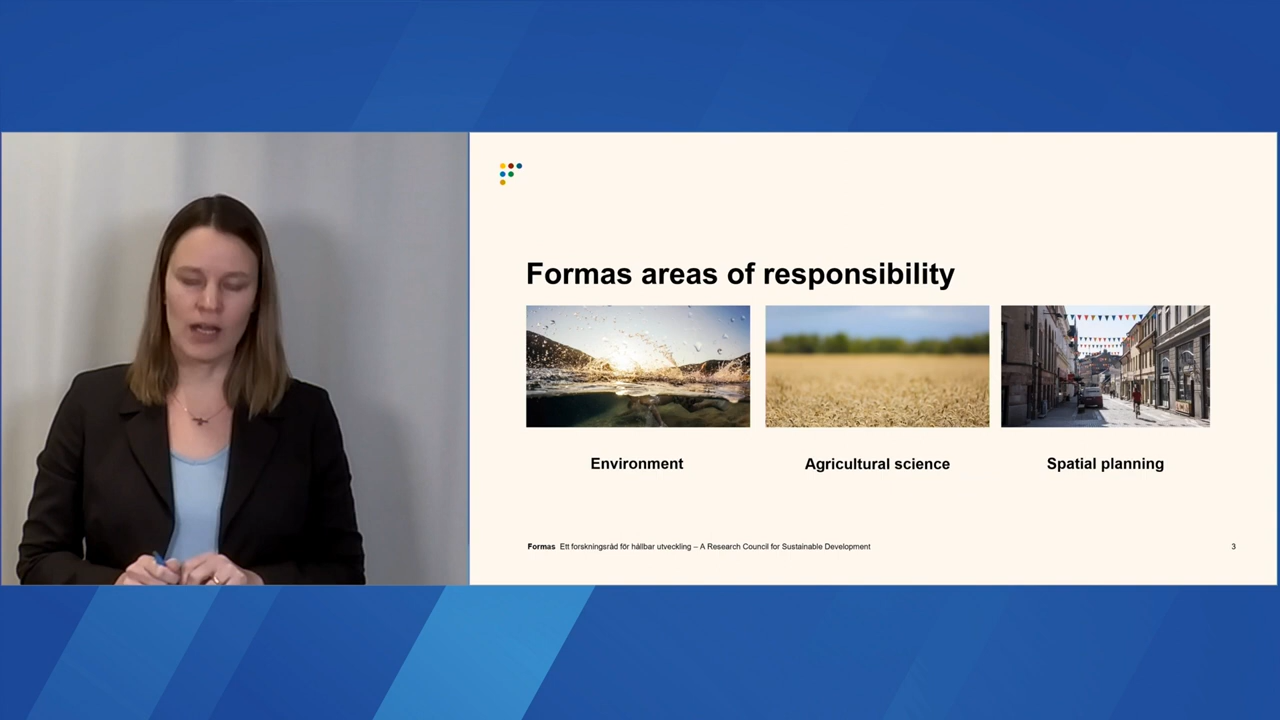 Formas areas of responsibility
Environment
Agricultural science
Spatial planning
Formas Ett forskningsråd för hållbar utveckling – A Research Council for Sustainable Development
3